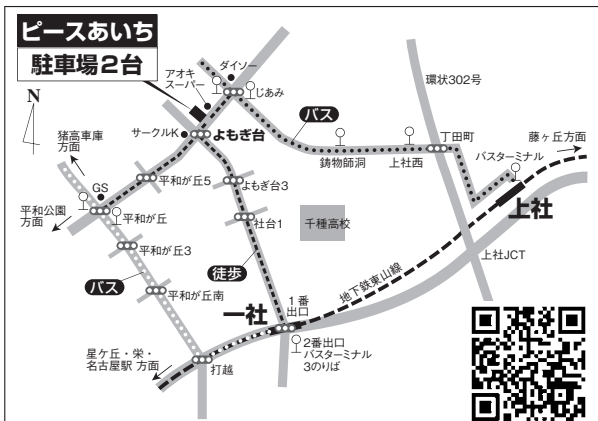 ピースあいち
駐車場2台
N
アオキ
スーパー
ダイソー
じあみ
環状302号
猪高車庫
方面
サークルK
よもぎ台
バス
鋳物師洞
上社西
丁田町
藤ヶ丘方面
バスターミナル
GS
平和が丘5
よもぎ台3
平和公園
方面
平和が丘
社台1
千種高校
上社
平和が丘3
上社JCT
バス
徒歩
地下鉄東山線
平和が丘南
一社
1番
出口
2番出口
バスターミナル
3のりば
星ケ丘・栄・
名古屋駅 方面
打越